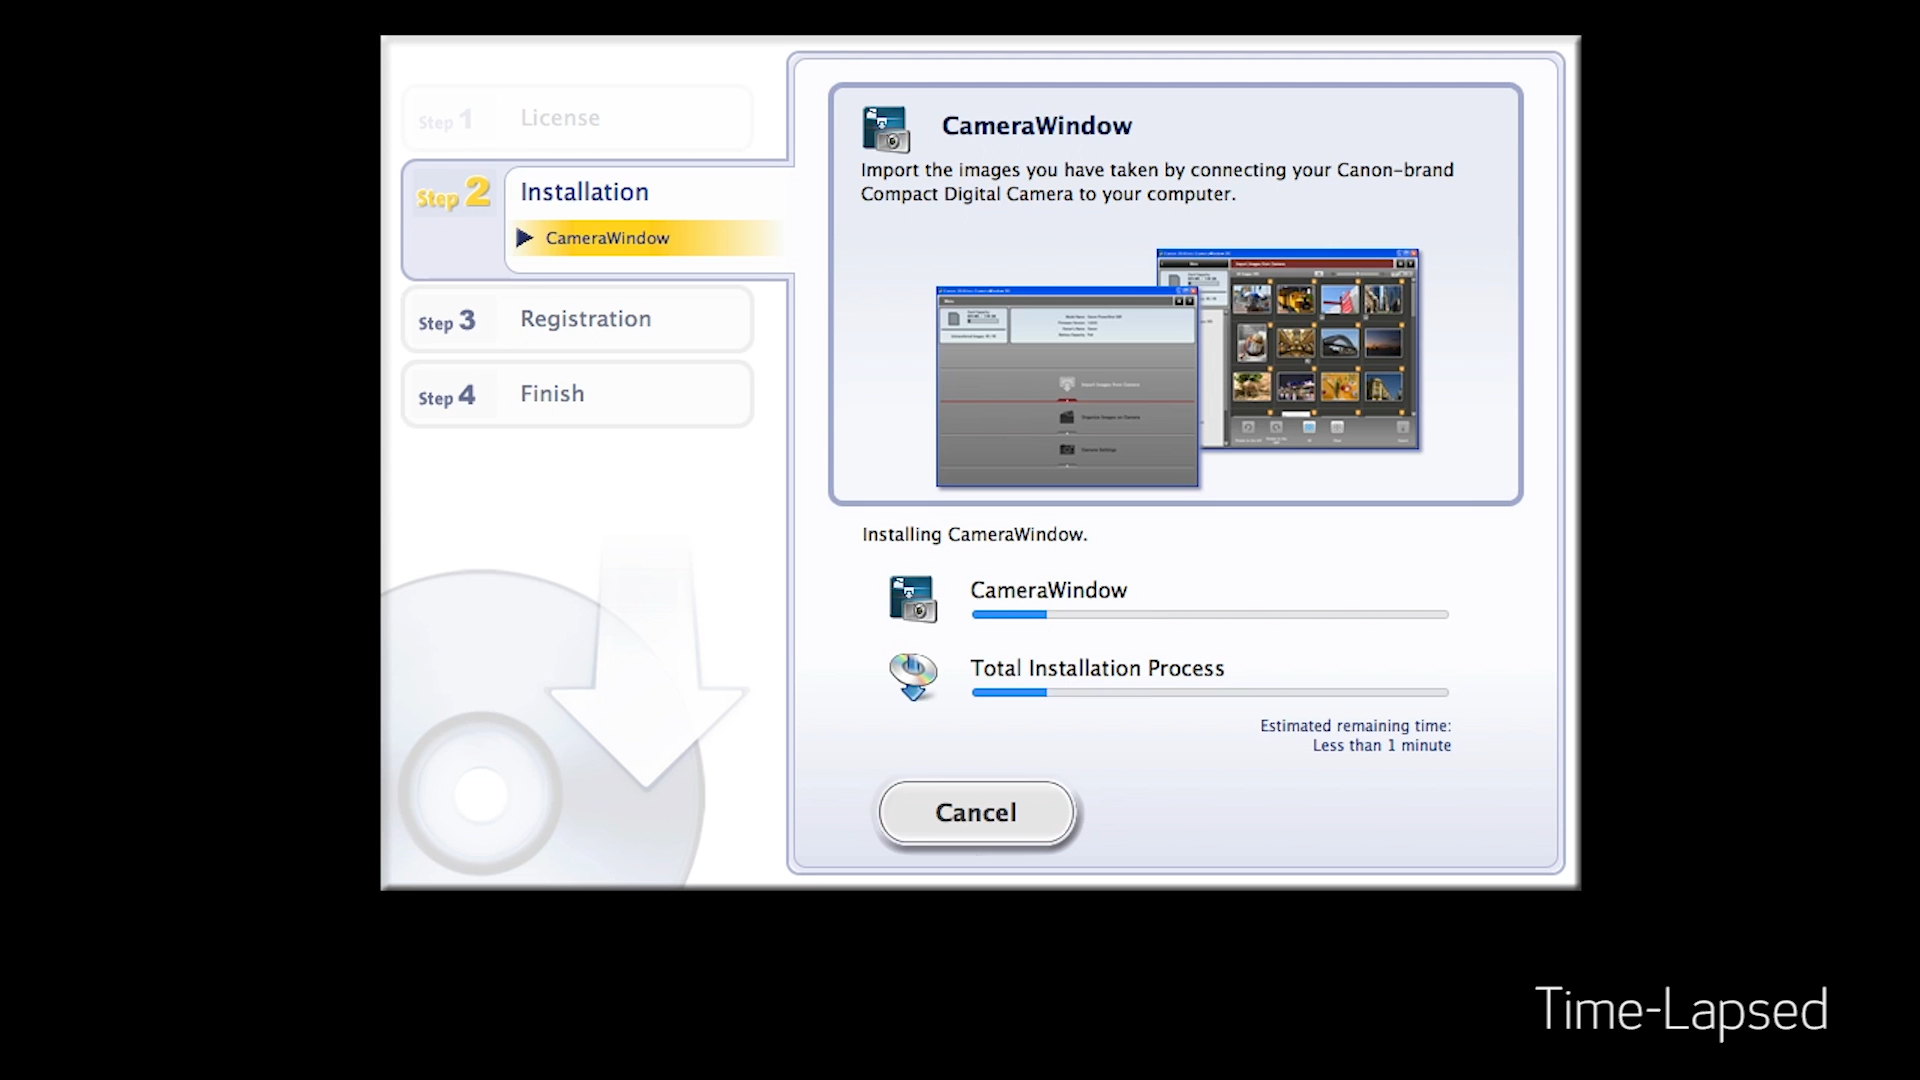 Step 1 License
Step 2 Installation
CameraWindow
Step 3 Registration
Step 4 Finish
CameraWindow
Import the images you have taken by connecting your Canon-brand
Compact Digital Camera to your computer.
Installing CameraWindow.
CameraWindow
Total Installation Process
Estimated remaining time:
Less than 1 minute
Cancel
Time-Lapsed